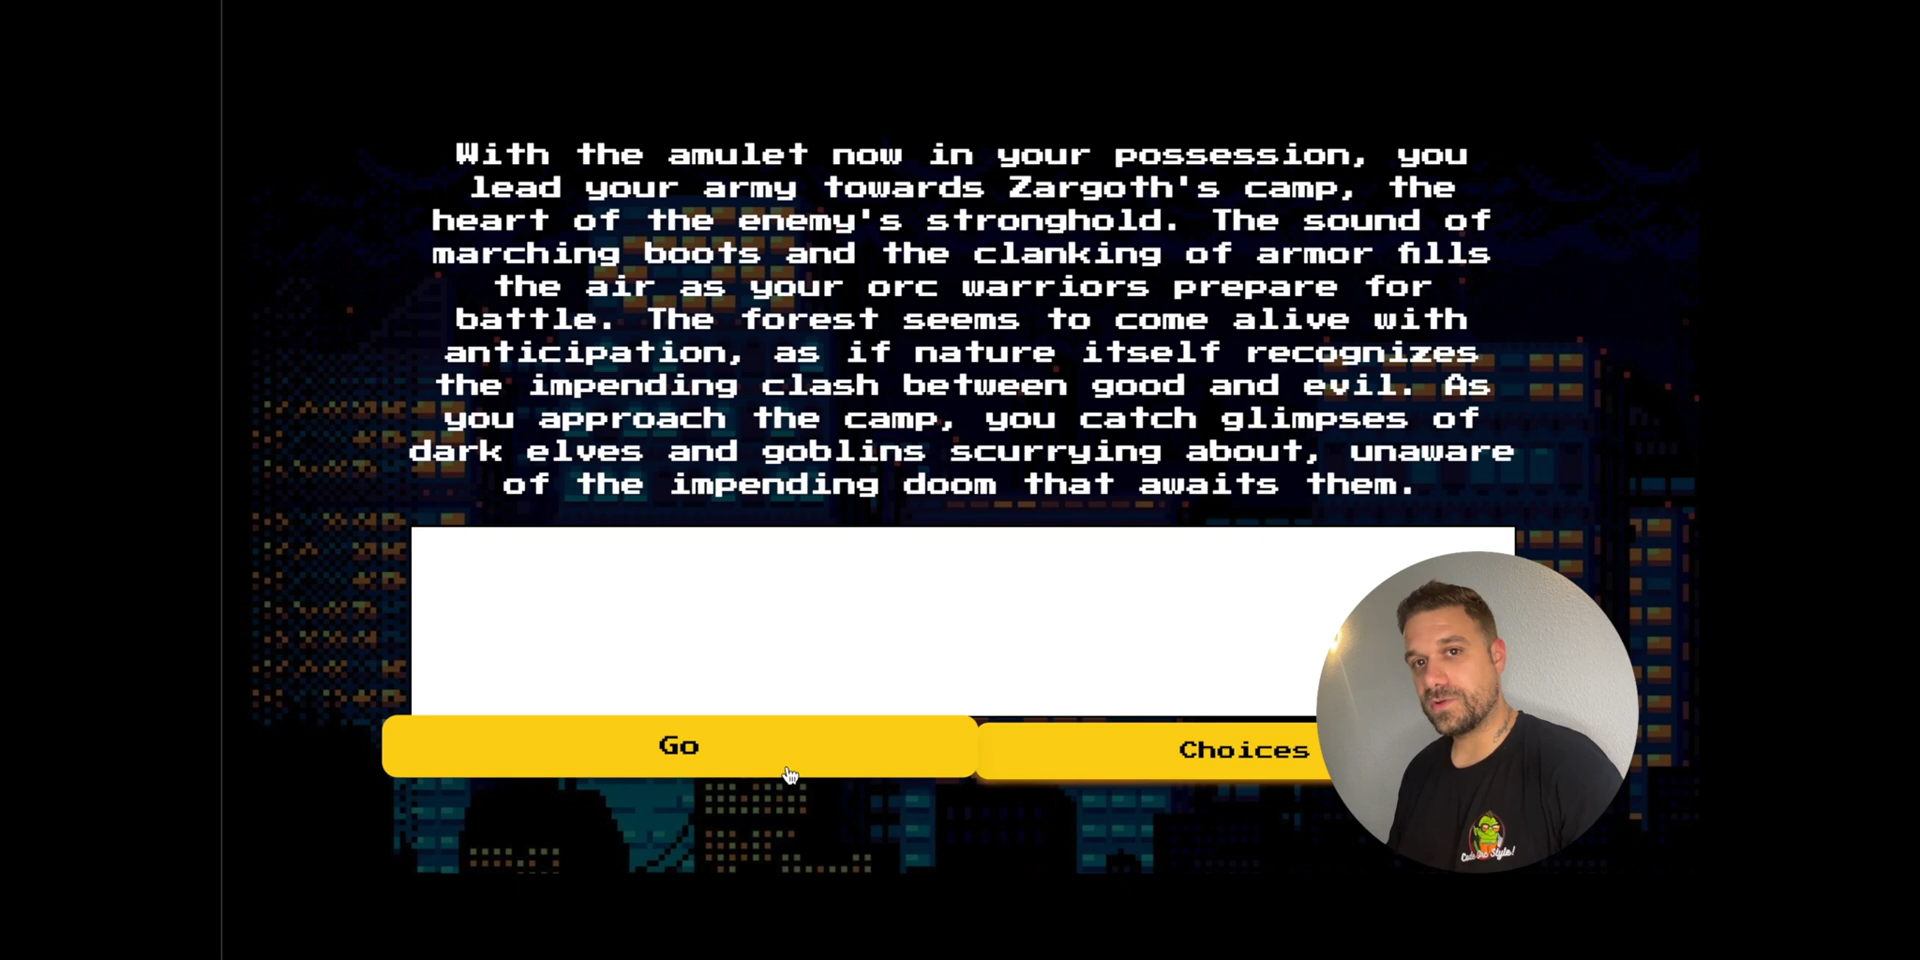 With the amulet now in your possession, you
lead your army towards Zargoth's camp, the
heart of the enemy's stronghold. The sound of
marching boots and the clanking of armor fills
the air as your orc warriors prepare for
battle. The forest seems to come alive with
anticipation, as if nature itself recognizes
the impending clash between good and evil. As
you approach the camp, you catch glimpses of
dark elves and goblins scurrying about, unaware
of the impending doom that awaits them.
Go
Choices
Code Orc Style!